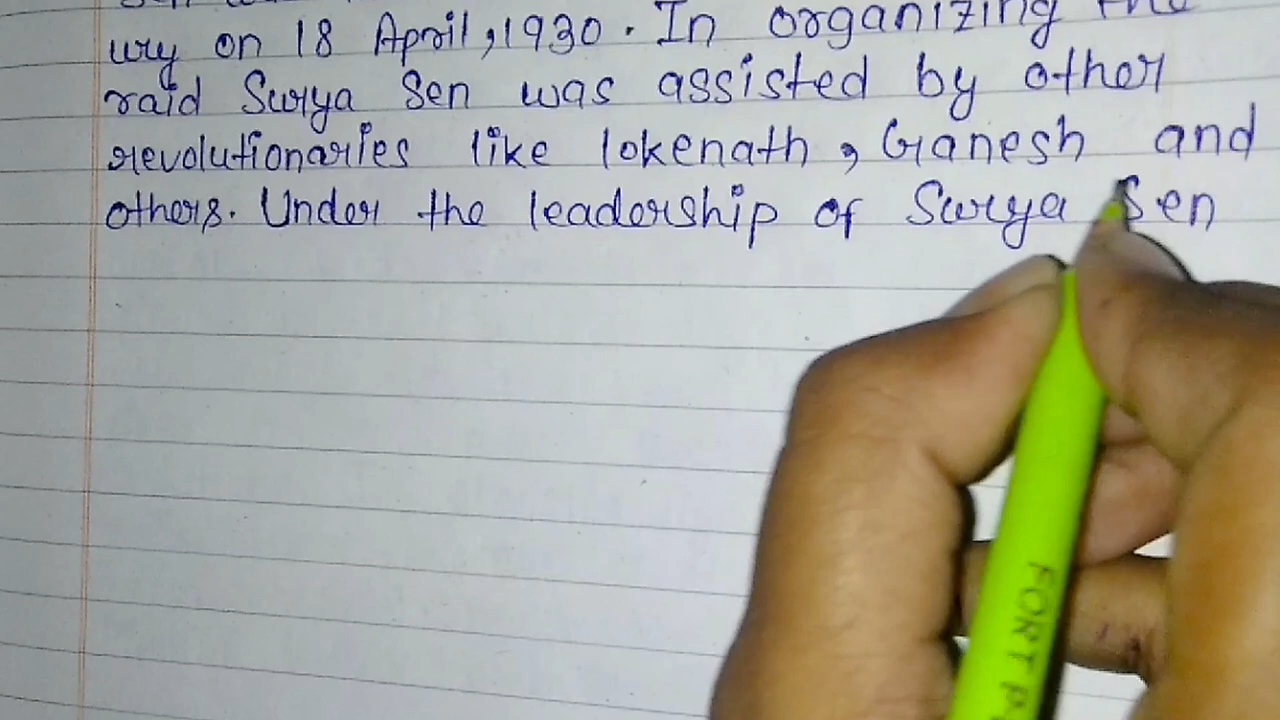 ury on 18 April, 1930. In organizing the
raid Surya Sen was assisted by other
revolutionaries like lokenath, Ganesh and
others. Under the leadership of Surya Sen
FORT P